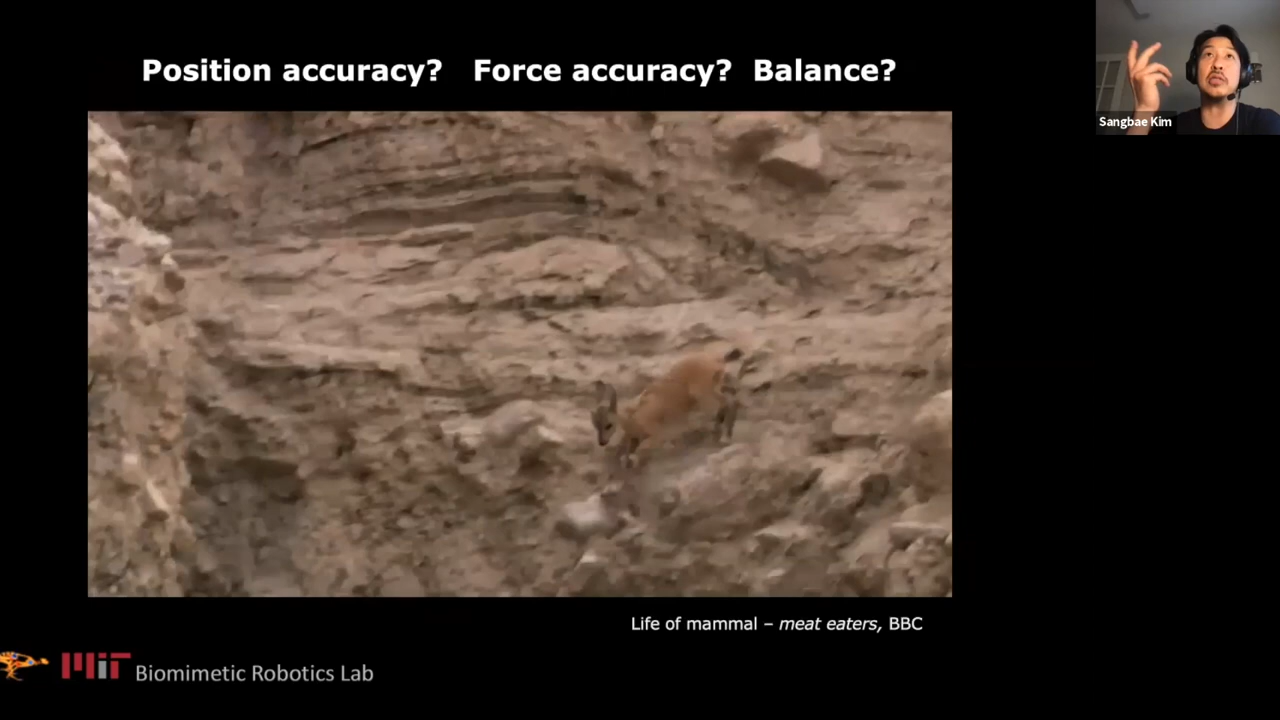 Position accuracy? Force accuracy? Balance?
Sangbae Kim
Life of mammal – meat eaters, BBC
MIT Biomimetic Robotics Lab